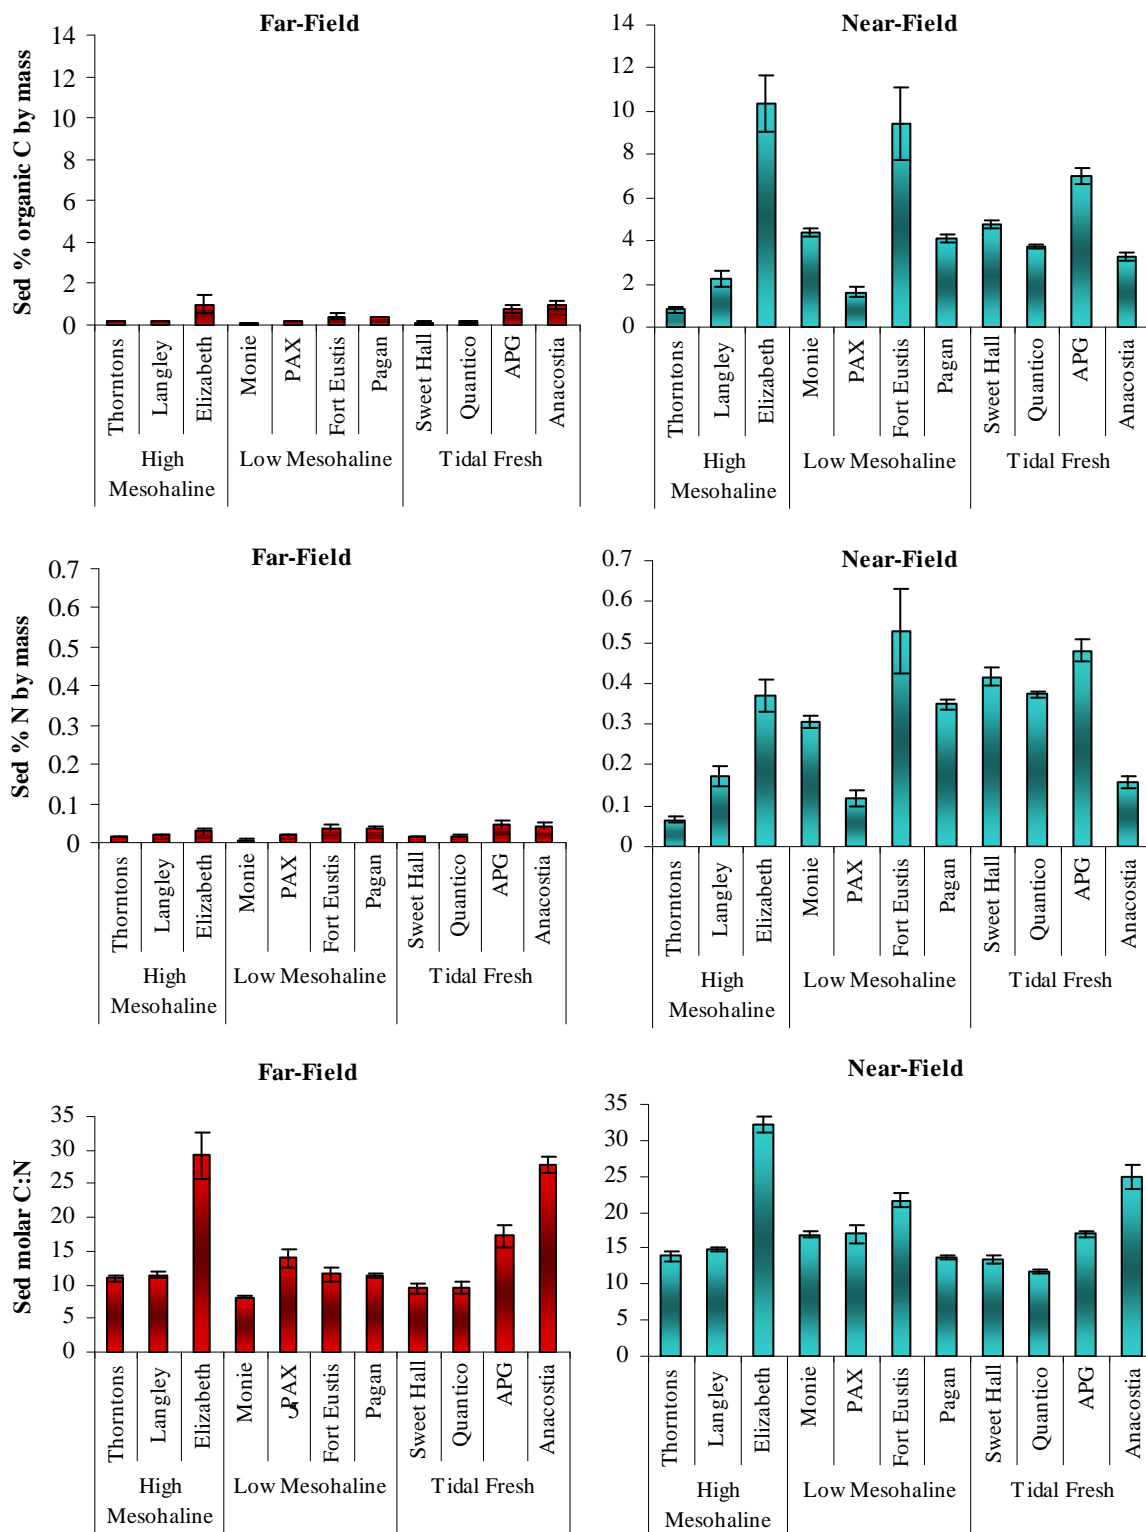 Far-Field
Sed % organic C by mass
14
12
10
8
6
4
2
0
Thorntons
Langley
Elizabeth
Monie
PAX
Fort Eustis
Pagan
Sweet Hall
Quantico
APG
Anacostia
High
Mesohaline
Low Mesohaline
Tidal Fresh
Near-Field
14
12
10
8
6
4
2
0
Thorntons
Langley
Elizabeth
Monie
PAX
Fort Eustis
Pagan
Sweet Hall
Quantico
APG
Anacostia
High
Mesohaline
Low Mesohaline
Tidal Fresh
Far-Field
Sed % N by mass
0.7
0.6
0.5
0.4
0.3
0.2
0.1
0
Thorntons
Langley
Elizabeth
Monie
PAX
Fort Eustis
Pagan
Sweet Hall
Quantico
APG
Anacostia
High
Mesohaline
Low Mesohaline
Tidal Fresh
Near-Field
0.7
0.6
0.5
0.4
0.3
0.2
0.1
0
Thorntons
Langley
Elizabeth
Monie
PAX
Fort Eustis
Pagan
Sweet Hall
Quantico
APG
Anacostia
High
Mesohaline
Low Mesohaline
Tidal Fresh
Far-Field
Sed molar C:N
35
30
25
20
15
10
5
0
Thorntons
Langley
Elizabeth
Monie
PAX
Fort Eustis
Pagan
Sweet Hall
Quantico
APG
Anacostia
5
High
Mesohaline
Low Mesohaline
Tidal Fresh
Near-Field
35
30
25
20
15
10
5
0
Thorntons
Langley
Elizabeth
Monie
PAX
Fort Eustis
Pagan
Sweet Hall
Quantico
APG
Anacostia
High
Mesohaline
Low Mesohaline
Tidal Fresh